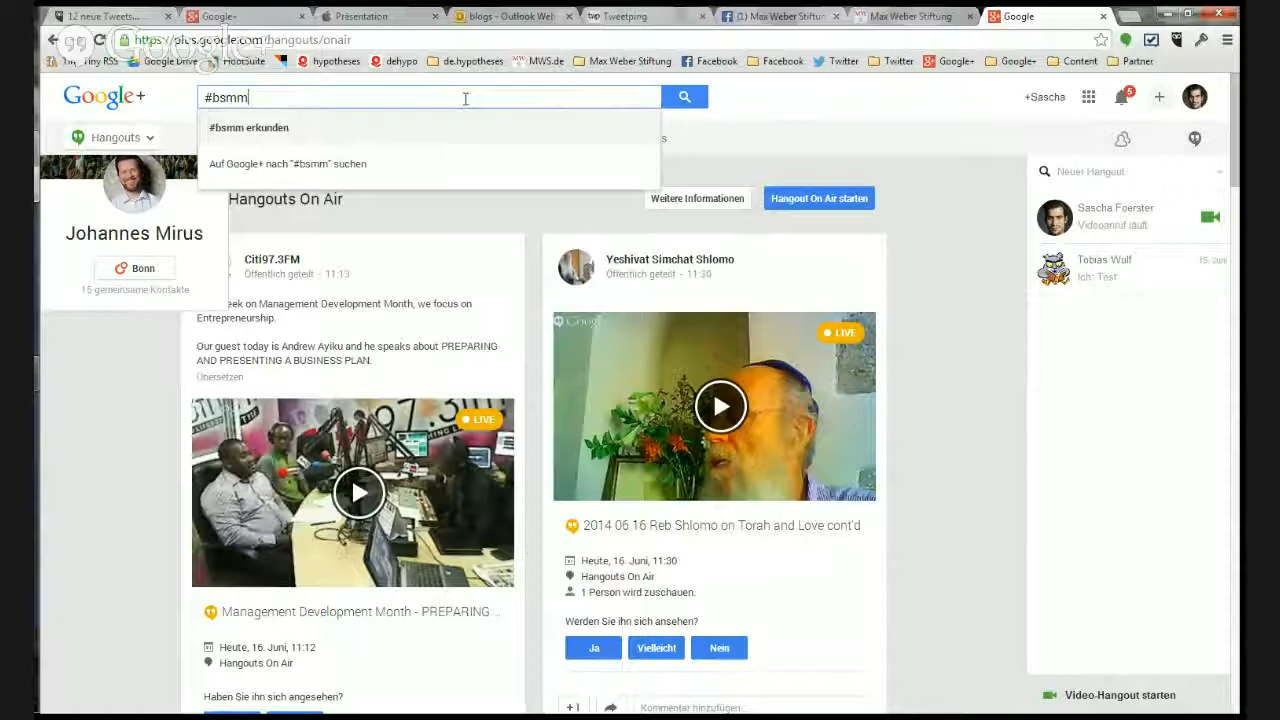 12 neue Tweets...
Google+
Présentation
blogs - Outlook Web
Tweetping
(1) Max Weber Stiftung
Max Weber Stiftung
Google
https://plus.google.com/hangouts/onair
Google+
Tiny RSS
Google Drive
HootSuite
hypotheses
dehypo
de.hypotheses
MWS.de
Max Weber Stiftung
Facebook
Facebook
Twitter
Twitter
Google+
Google+
Content
Partner
Google+
#bsmm
+Sascha
5
#bsmm erkunden
Auf Google+ nach "#bsmm" suchen
Hangouts
Neuer Hangout
Hangouts On Air
Weitere Informationen
Hangout On Air starten
Johannes Mirus
Bonn
15 gemeinsame Kontakte
Sascha Foerster
Videoanruf läuft.
Tobias Wulf
15. Juni
Ich: Test
Citi97.3FM
Öffentlich geteilt - 11:13
eek on Management Development Month, we focus on
Entrepreneurship.
Our guest today is Andrew Ayiku and he speaks about PREPARING
AND PRESENTING A BUSINESS PLAN.
Übersetzen
LIVE
Management Development Month - PREPARING ...
Heute, 16. Juni, 11:12
Hangouts On Air
Haben Sie ihn sich angesehen?
Yeshivat Simchat Shlomo
Öffentlich geteilt - 11:30
LIVE
2014 06 16 Reb Shlomo on Torah and Love cont'd
Heute, 16. Juni, 11:30
Hangouts On Air
1 Person wird zuschauen.
Werden Sie ihn sich ansehen?
Ja
Vielleicht
Nein
+1
Kommentar hinzufügen...
Video-Hangout starten